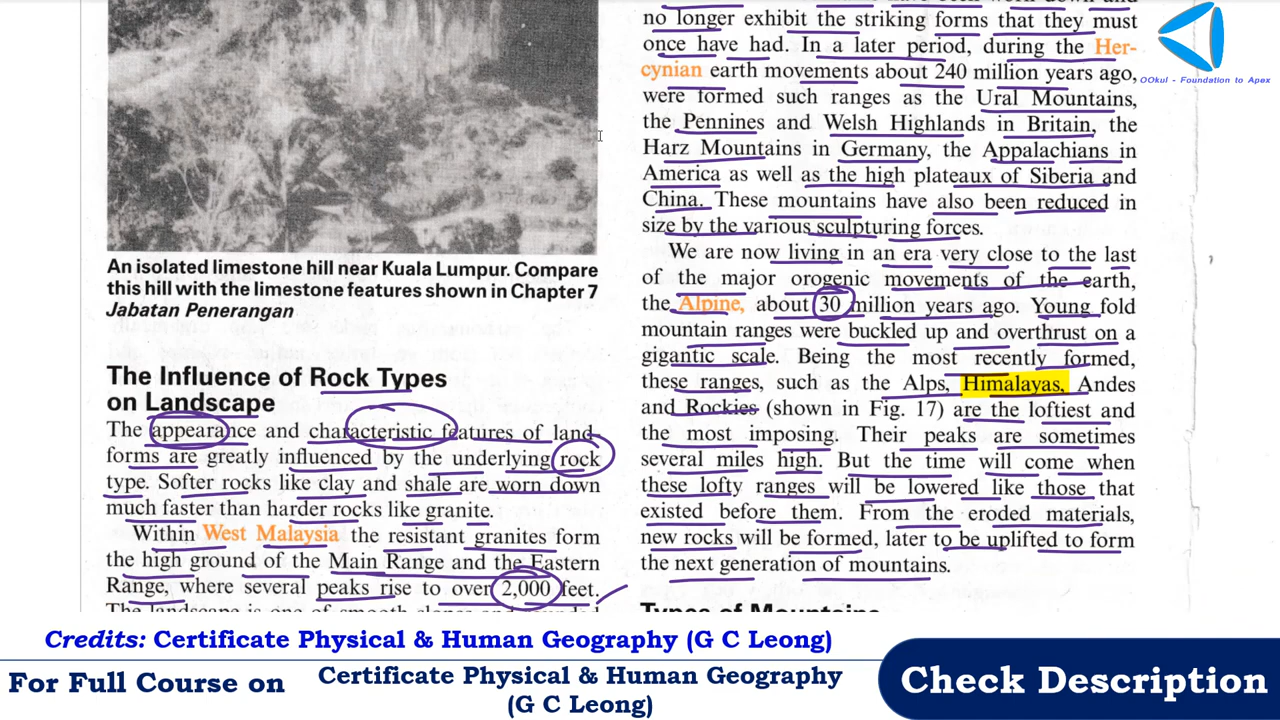 An isolated limestone hill near Kuala Lumpur. Compare
this hill with the limestone features shown in Chapter 7
Jabatan Penerangan
The Influence of Rock Types
on Landscape
The appearance and characteristic features of land-
forms are greatly influenced by the underlying rock
type. Softer rocks like clay and shale are worn down
much faster than harder rocks like granite.
Within West Malaysia the resistant granites form
the high ground of the Main Range and the Eastern
Range, where several peaks rise to over 2,000 feet.
The landscape is one of smooth slopes and rounded
no longer exhibit the striking forms that they must
once have had. In a later period, during the Her-
cynian earth movements about 240 million years ago,
were formed such ranges as the Ural Mountains,
the Pennines and Welsh Highlands in Britain, the
Harz Mountains in Germany, the Appalachians in
America as well as the high plateaux of Siberia and
China. These mountains have also been reduced in
size by the various sculpturing forces.
We are now living in an era very close to the last
of the major orogenic movements of the earth,
the Alpine, about 30 million years ago. Young fold
mountain ranges were buckled up and overthrust on a
gigantic scale. Being the most recently formed,
these ranges, such as the Alps, Himalayas, Andes
and Rockies (shown in Fig. 17) are the loftiest and
the most imposing. Their peaks are sometimes
several miles high. But the time will come when
these lofty ranges will be lowered like those that
existed before them. From the eroded materials,
new rocks will be formed, later to be uplifted to form
the next generation of mountains.
Types of Mountains
OOkul - Foundation to Apex
Credits: Certificate Physical & Human Geography (G C Leong)
For Full Course on
Certificate Physical & Human Geography
(G C Leong)
Check Description